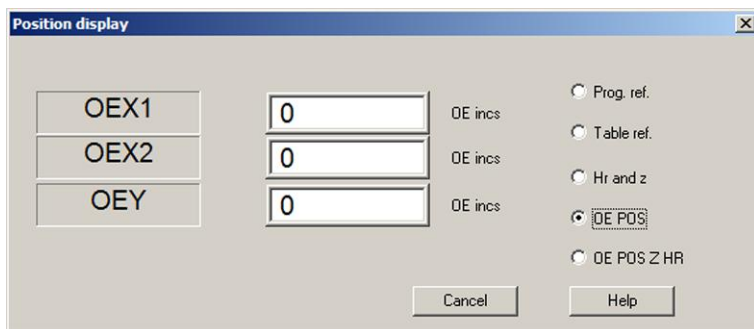 Position display
OEX1 0 OE incs
OEX2 0 OE incs
OEY 0 OE incs
Prog. ref.
Table ref.
Hr and z
OE POS
OE POS Z HR
Cancel Help